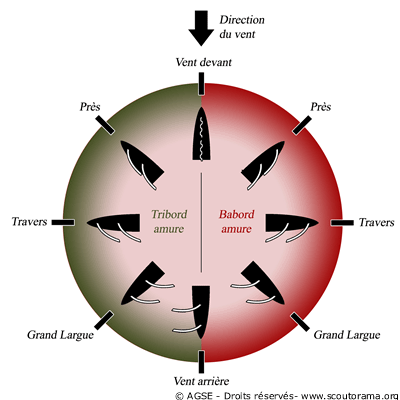 Direction
du vent
Vent devant
Près
Près
Travers
Tribord
amure
Babord
amure
Travers
Grand Largue
Grand Largue
Vent arrière
© AGSE - Droits réservés- www.scoutorama.org